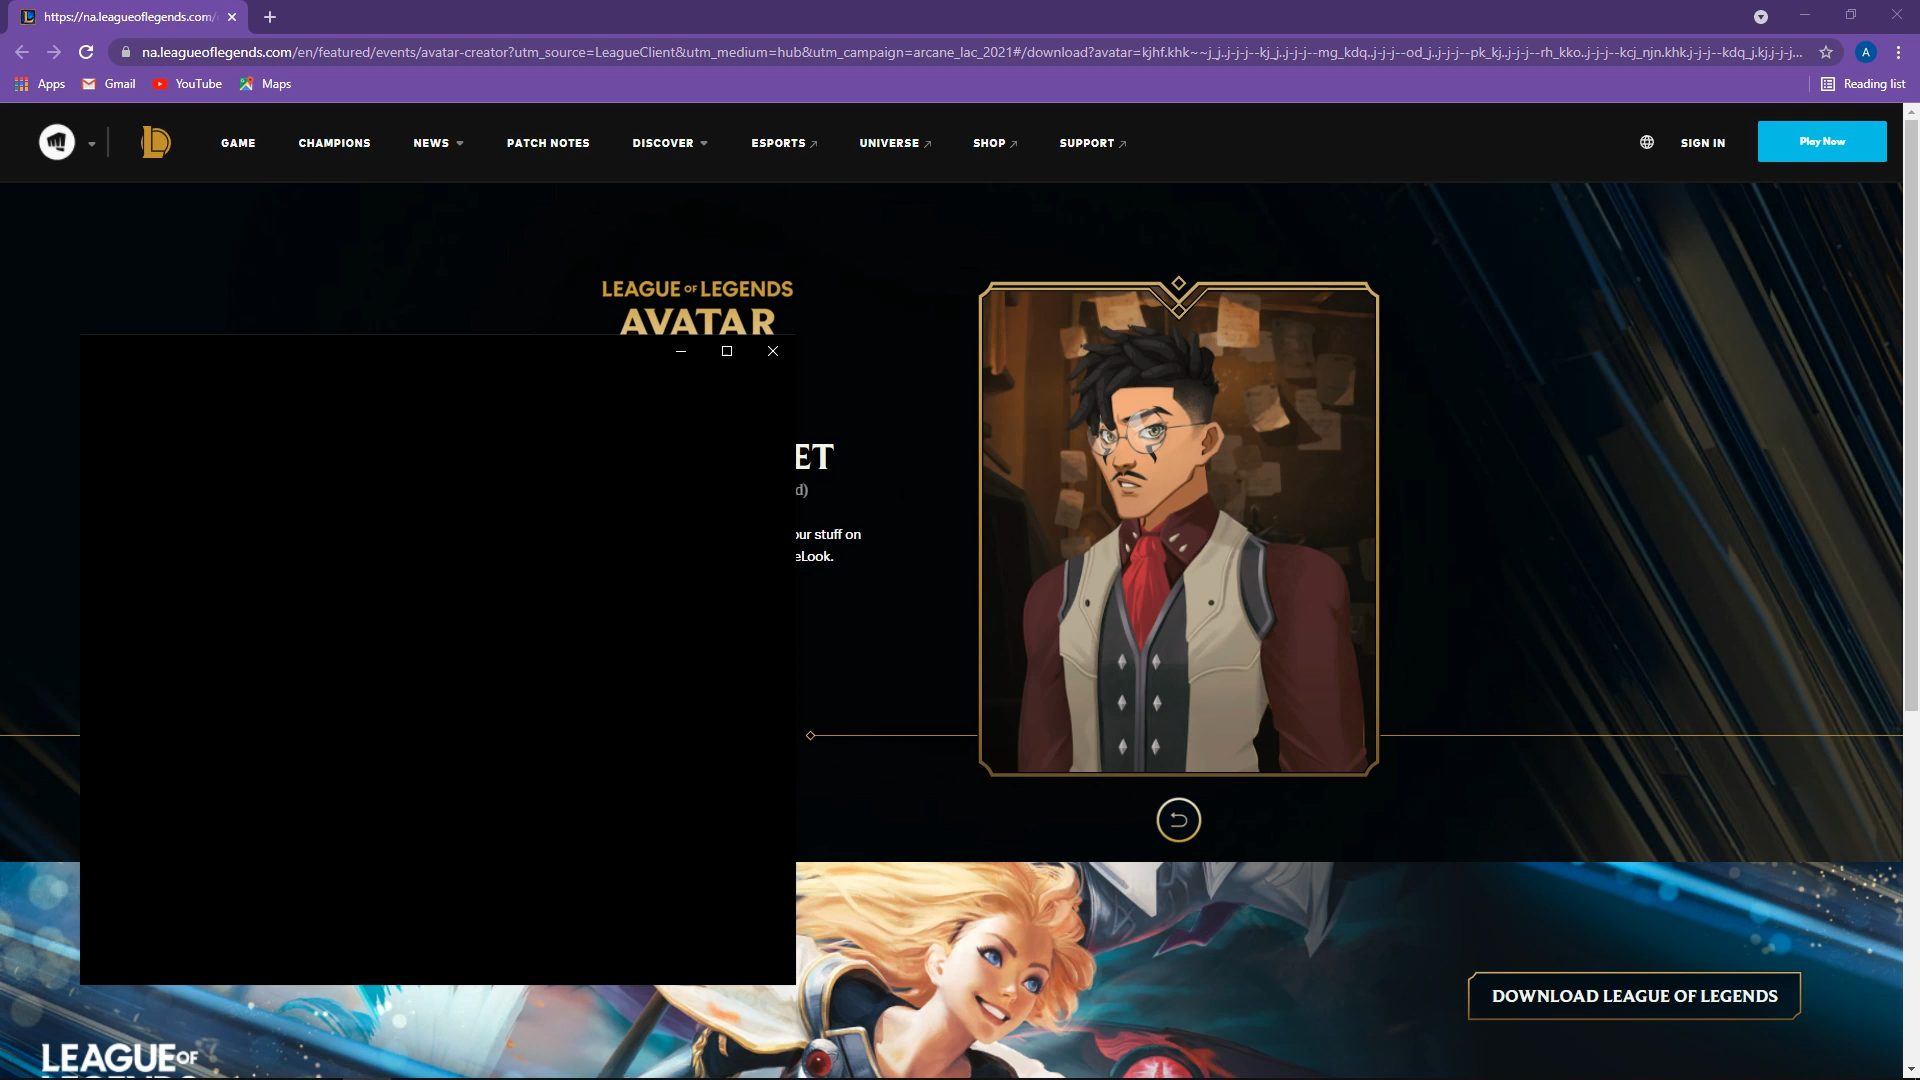 https://na.leagueoflegends.com/
na.leagueoflegends.com/en/featured/events/avatar-creator?utm_source=LeagueClient&utm_medium=hub&utm_campaign=arcane_lac_2021#/download?avatar=kjhf.khk~~j_j..j-j-j--kj_j..j-j-j--mg_kdq..j-j-j--od_j..j-j-j--pk_kj..j-j-j--rh_kko..j-j-j--kcj_njn.khk.j-j-j--kdq_j.kj.j-j-j...
A
Apps Gmail YouTube Maps Reading list
GAME CHAMPIONS NEWS PATCH NOTES DISCOVER ESPORTS UNIVERSE SHOP SUPPORT SIGN IN Play Now
LEAGUE OF LEGENDS
AVATAR
ET
d)
our stuff on
eLook.
DOWNLOAD LEAGUE OF LEGENDS
LEAGUE OF
LEGENDS